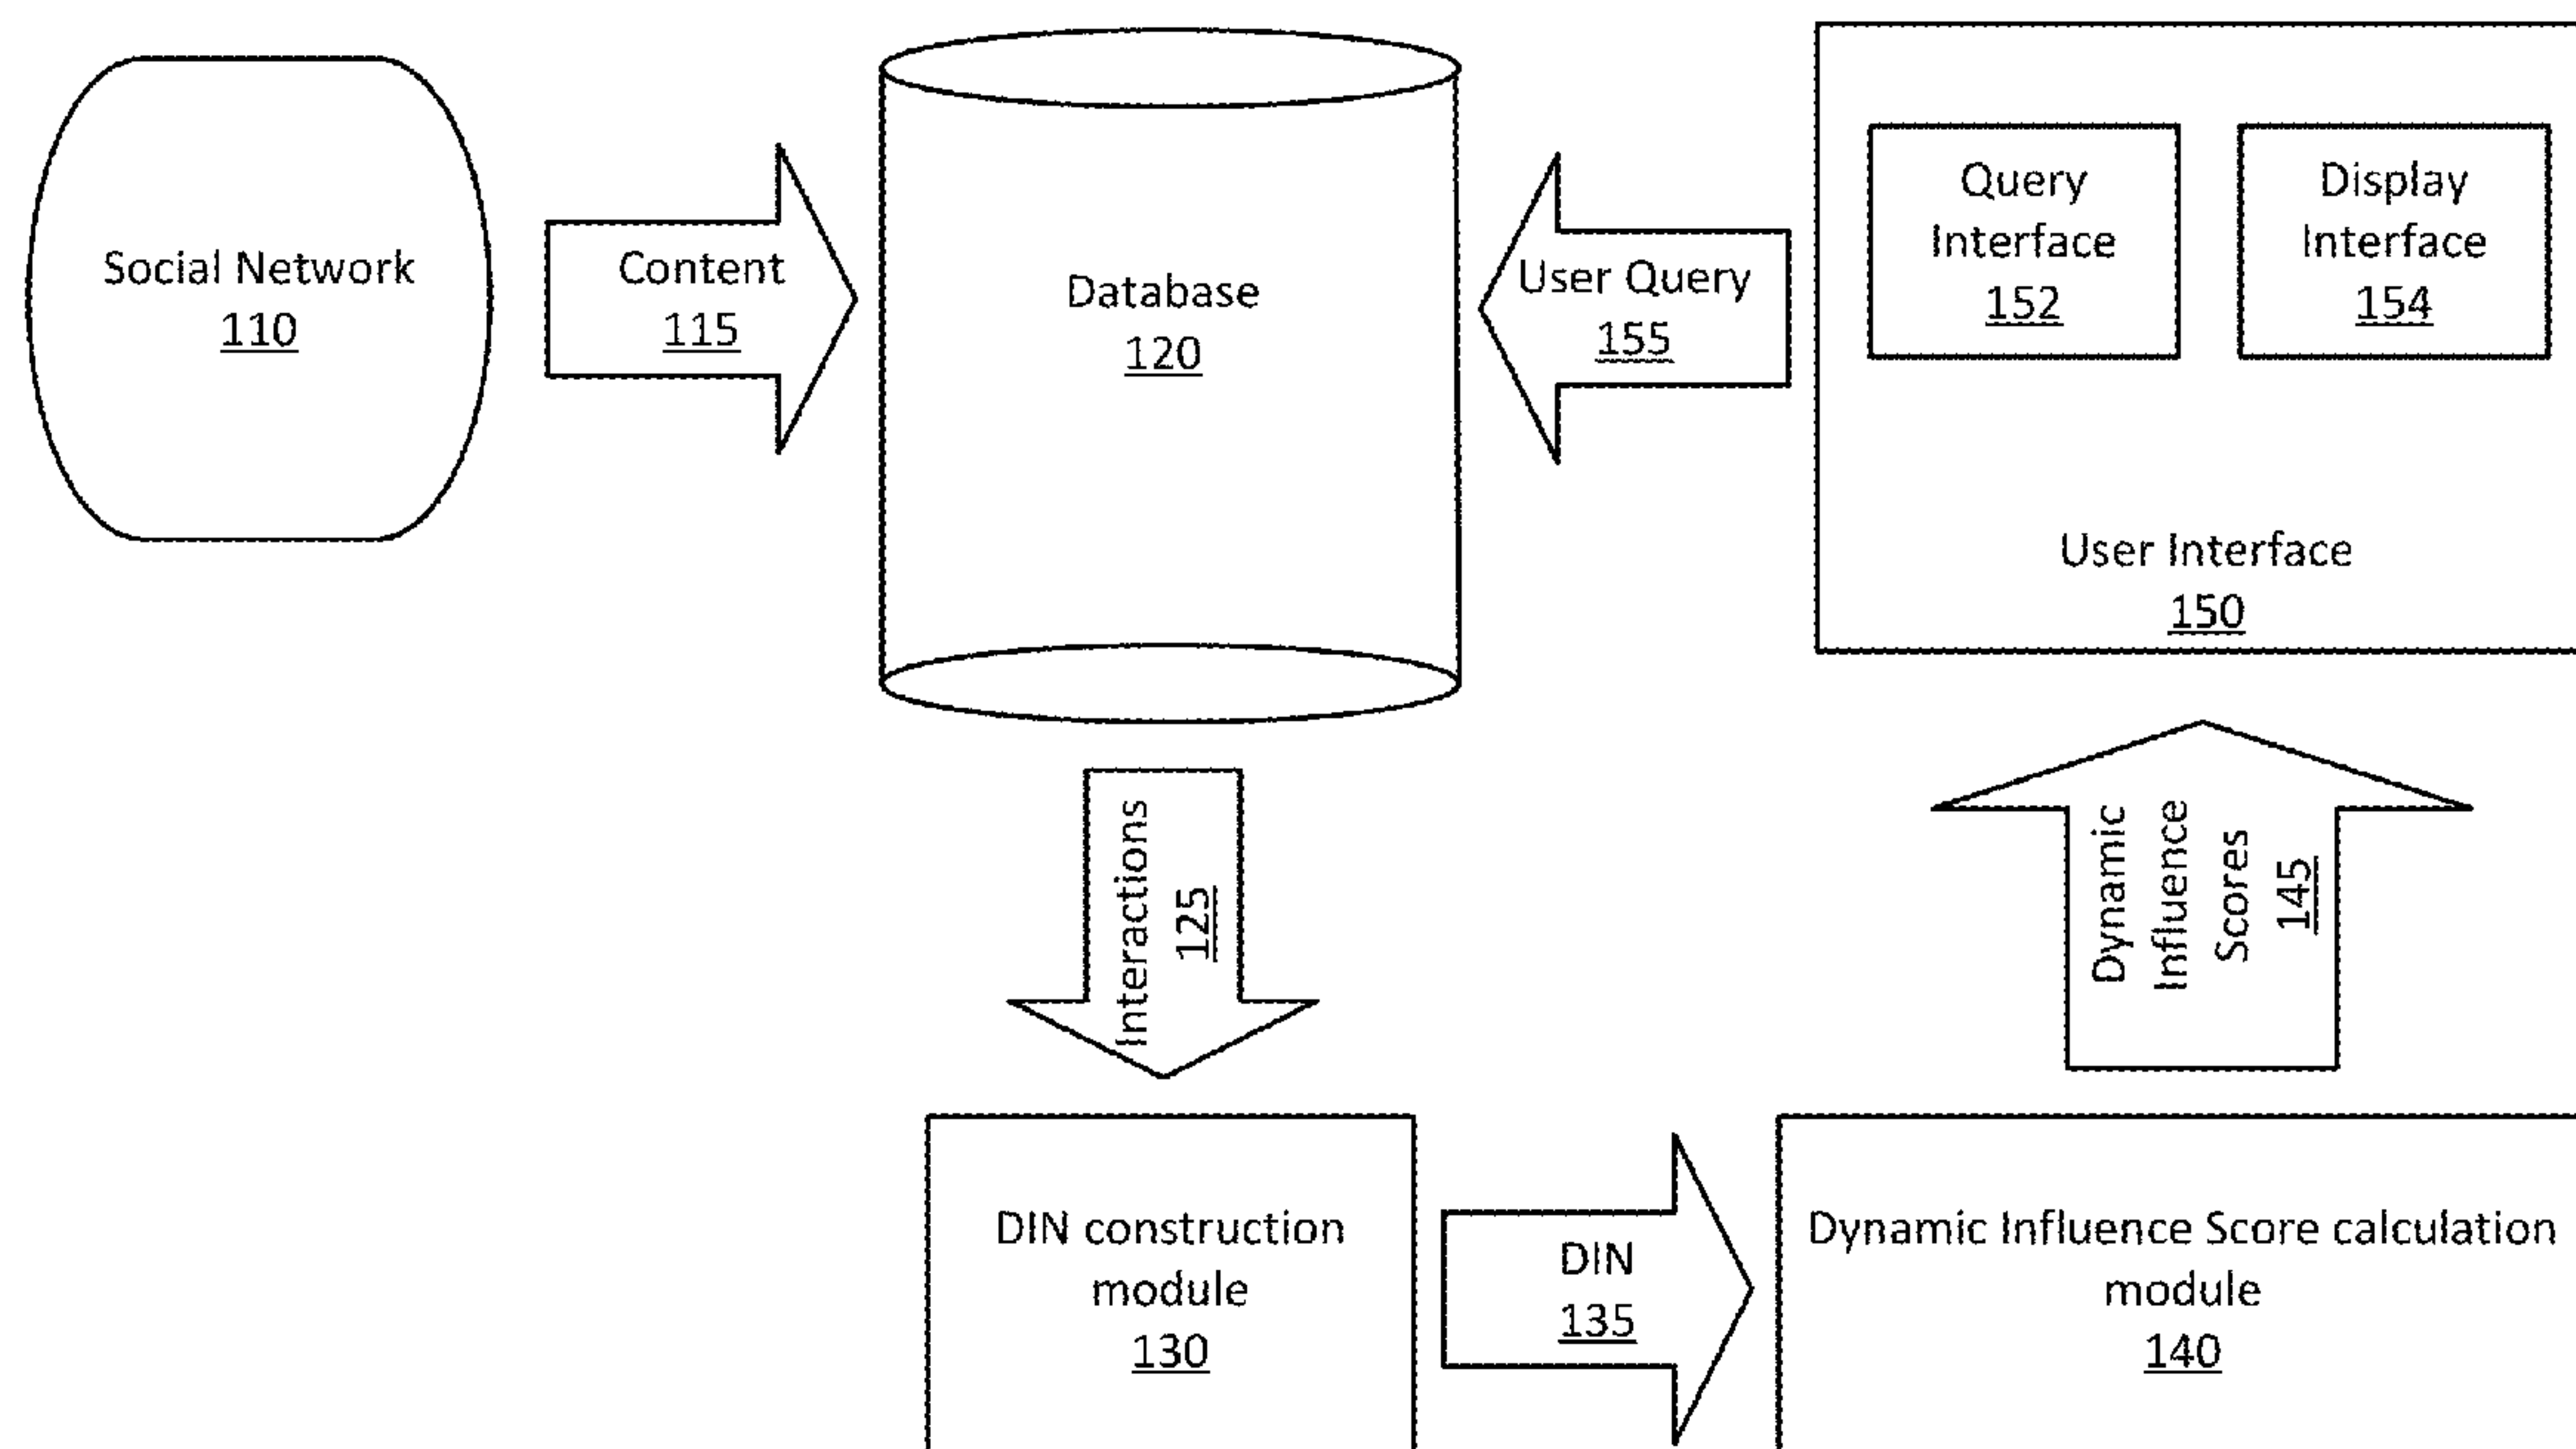 Social Network
110
Content
115
Database
120
User Query
155
Query
Interface
152
Display
Interface
154
User Interface
150
Interactions
125
Dynamic
Influence
Scores
145
DIN construction
module
130
DIN
135
Dynamic Influence Score calculation
module
140